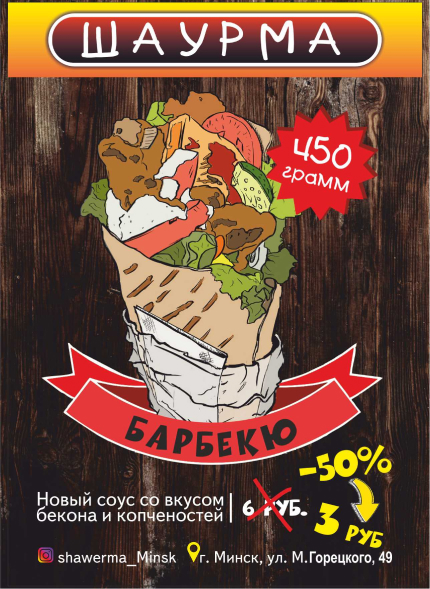 ШАУРМА
450
грамм
БАРБЕКЮ
-50%
Новый соус со вкусом
бекона и копченостей | 6 РУБ.
3 РУБ
shawerma_Minsk г. Минск, ул. М.Горецкого, 49